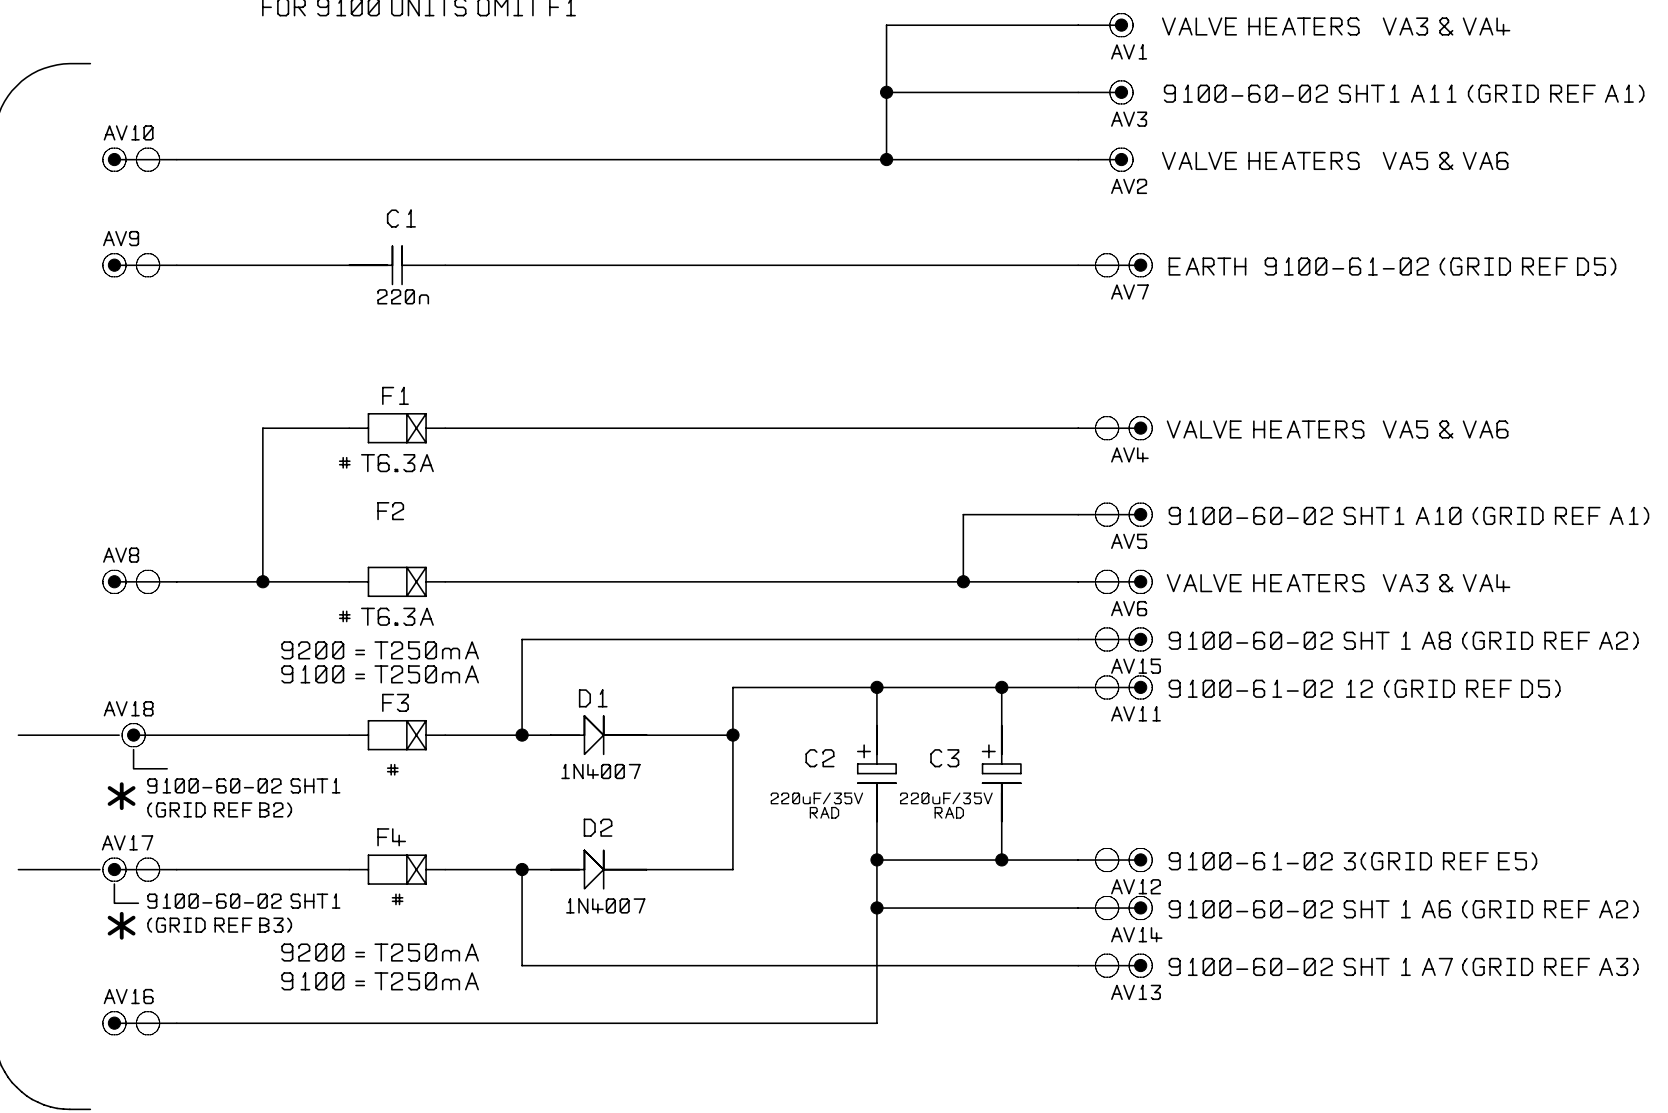 FOR 9100 UNITS OMIT F1
VALVE HEATERS VA3 & VA4
AV1
9100-60-02 SHT1 A11 (GRID REF A1)
AV3
AV10
VALVE HEATERS VA5 & VA6
AV2
C1
AV9
EARTH 9100-61-02 (GRID REF D5)
AV7
220n
F1
VALVE HEATERS VA5 & VA6
AV4
# T6.3A
F2
9100-60-02 SHT1 A10 (GRID REF A1)
AV5
AV8
VALVE HEATERS VA3 & VA4
AV6
# T6.3A
9200 = T250mA
9100 = T250mA
9100-60-02 SHT 1 A8 (GRID REF A2)
AV15
9100-61-02 12 (GRID REF D5)
AV11
AV18
F3
D1
#
1N4007
C2
+
220uF/35V
RAD
C3
+
220uF/35V
RAD
9100-60-02 SHT1
* (GRID REF B2)
AV17
F4
D2
#
1N4007
9100-61-02 3(GRID REF E5)
AV12
9100-60-02 SHT1
* (GRID REF B3)
9100-60-02 SHT 1 A6 (GRID REF A2)
AV14
9200 = T250mA
9100 = T250mA
9100-60-02 SHT 1 A7 (GRID REF A3)
AV13
AV16